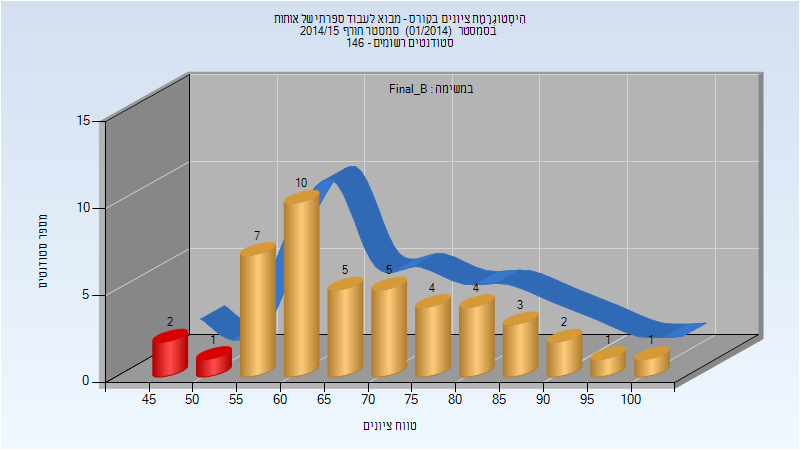 היסטוגרמת ציונים בקורס - מבוא לעבוד ספרתי של אותות
בסמסטר (01/2014) סמסטר חורף 2014/15
סטודנטים רשומים - 146
במשימה : Final_B
15
10
5
0
מספר סטודנטים
2
1
7
10
5
5
4
4
3
2
1
1
45 50 55 60 65 70 75 80 85 90 95 100
טווח ציונים